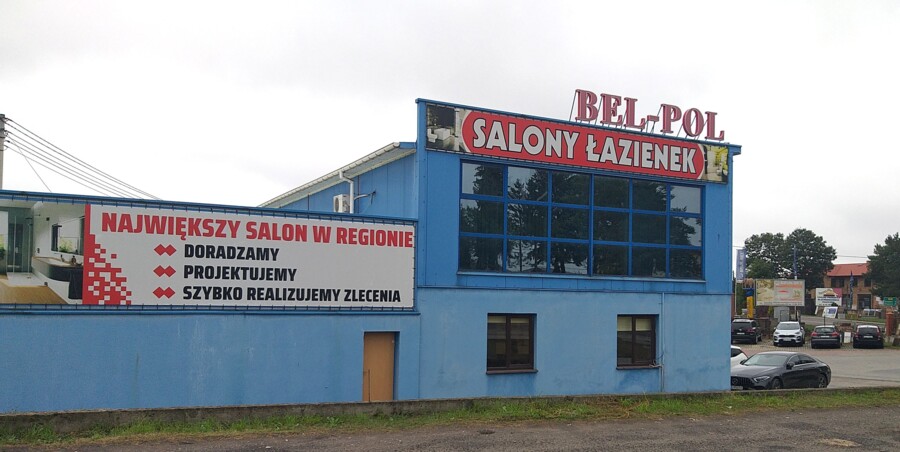 BEL-POL
SALONY ŁAZIENEK
NAJWIĘKSZY SALON W REGIONIE
DORADZAMY
PROJEKTUJEMY
SZYBKO REALIZUJEMY ZLECENIA